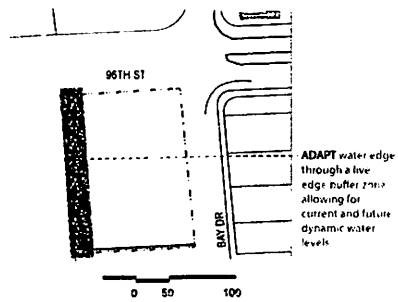 96TH ST
ADAPT water edge
through a live
edge buffer zone
allowing for
current and future
dynamic water
levels
BAY DR
0 50 100